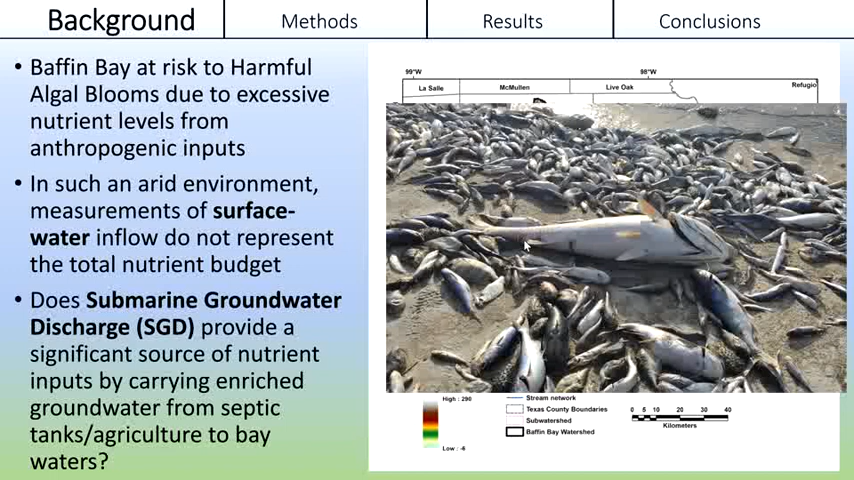 Background
Methods
Results
Conclusions
• Baffin Bay at risk to Harmful
Algal Blooms due to excessive
nutrient levels from
anthropogenic inputs
• In such an arid environment,
measurements of surface-
water inflow do not represent
the total nutrient budget
• Does Submarine Groundwater
Discharge (SGD) provide a
significant source of nutrient
inputs by carrying enriched
groundwater from septic
tanks/agriculture to bay
waters?
99°W
98°W
La Salle
McMullen
Live Oak
Refugio
High : 290
Low : -6
Stream network
Texas County Boundaries
Subwatershed
Baffin Bay Watershed
0 5 10 20 30 40
Kilometers